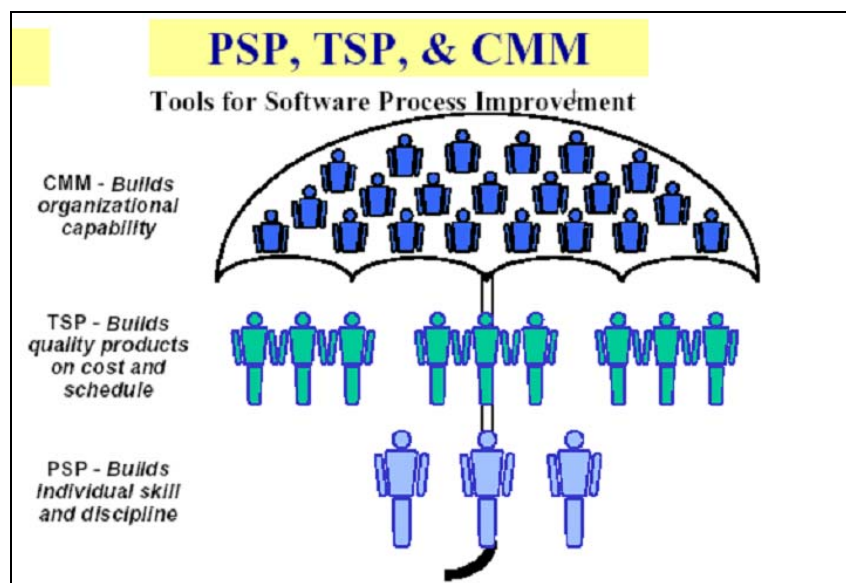 PSP, TSP, & CMM
Tools for Software Process Improvement
CMM - Builds
organizational
capability
TSP - Builds
quality products
on cost and
schedule
PSP - Builds
individual skill
and discipline